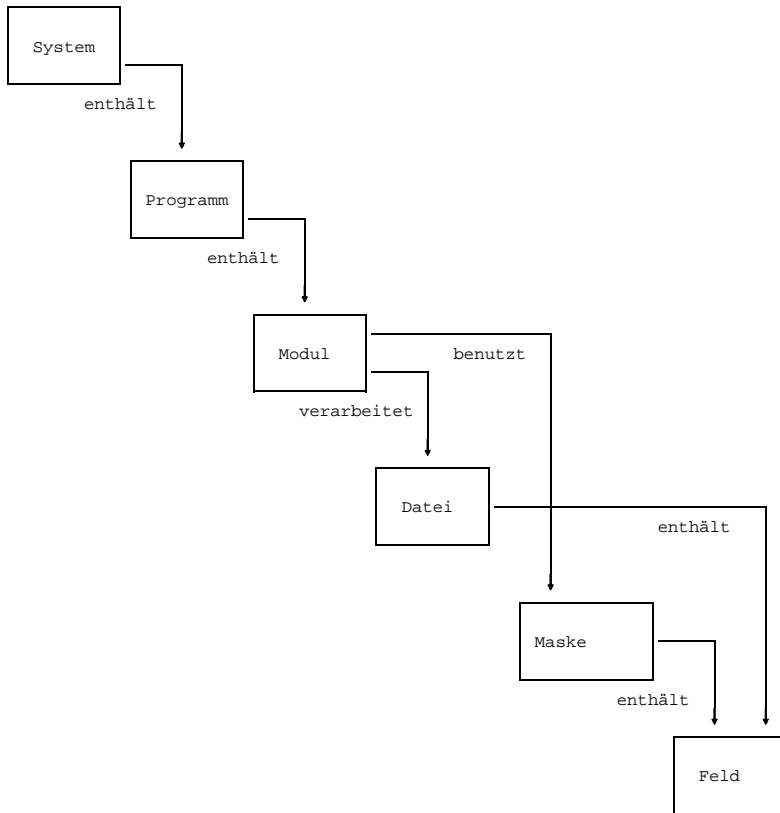 System
enthält
Programm
enthält
Modul
benutzt
verarbeitet
Datei
enthält
Maske
enthält
Feld